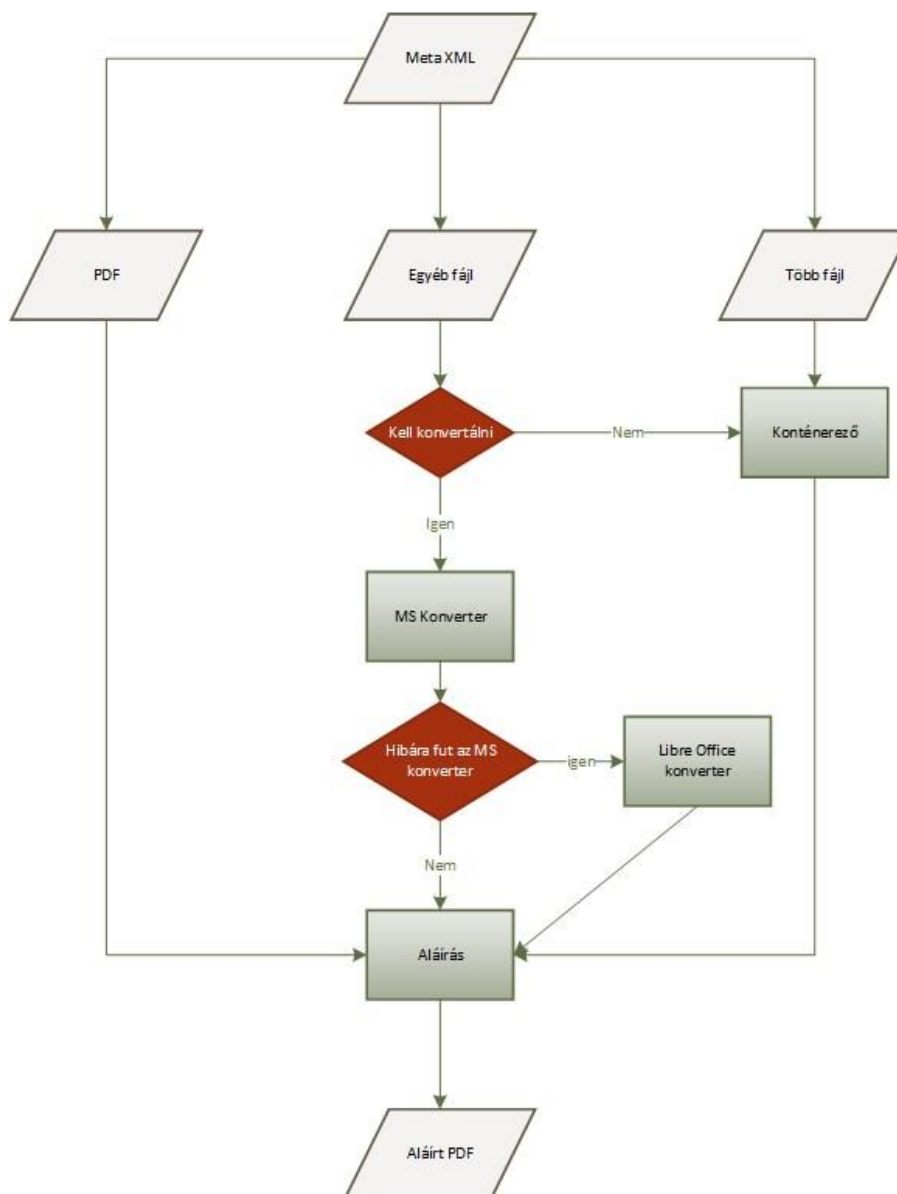 Meta XML
PDF
Egyéb fájl
Több fájl
Kell konvertálni
Nem
Konténerező
Igen
MS Konverter
Hibára fut az MS
konverter
igen
Libre Office
konverter
Nem
Aláírás
Aláírt PDF